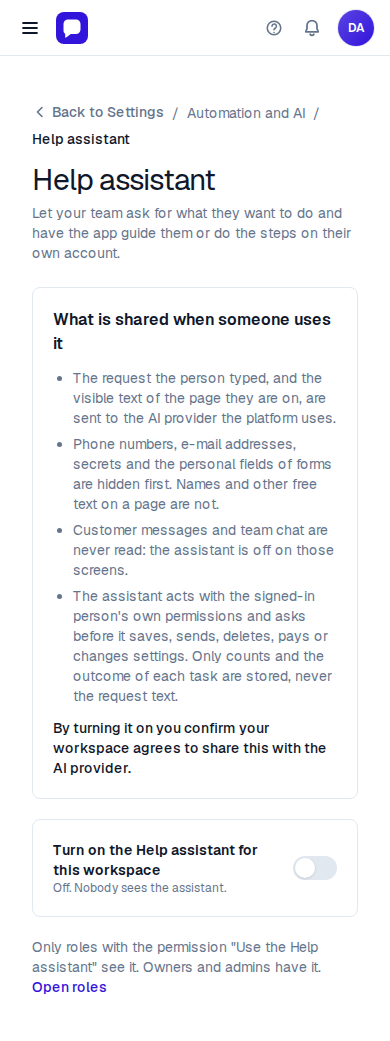 DA
Back to Settings / Automation and AI /
Help assistant
Help assistant
Let your team ask for what they want to do and
have the app guide them or do the steps on their
own account.
What is shared when someone uses
it
• The request the person typed, and the
visible text of the page they are on, are
sent to the AI provider the platform uses.
• Phone numbers, e-mail addresses,
secrets and the personal fields of forms
are hidden first. Names and other free
text on a page are not.
• Customer messages and team chat are
never read: the assistant is off on those
screens.
• The assistant acts with the signed-in
person's own permissions and asks
before it saves, sends, deletes, pays or
changes settings. Only counts and the
outcome of each task are stored, never
the request text.
By turning it on you confirm your
workspace agrees to share this with the
AI provider.
Turn on the Help assistant for
this workspace
Off. Nobody sees the assistant.
Only roles with the permission "Use the Help
assistant" see it. Owners and admins have it.
Open roles